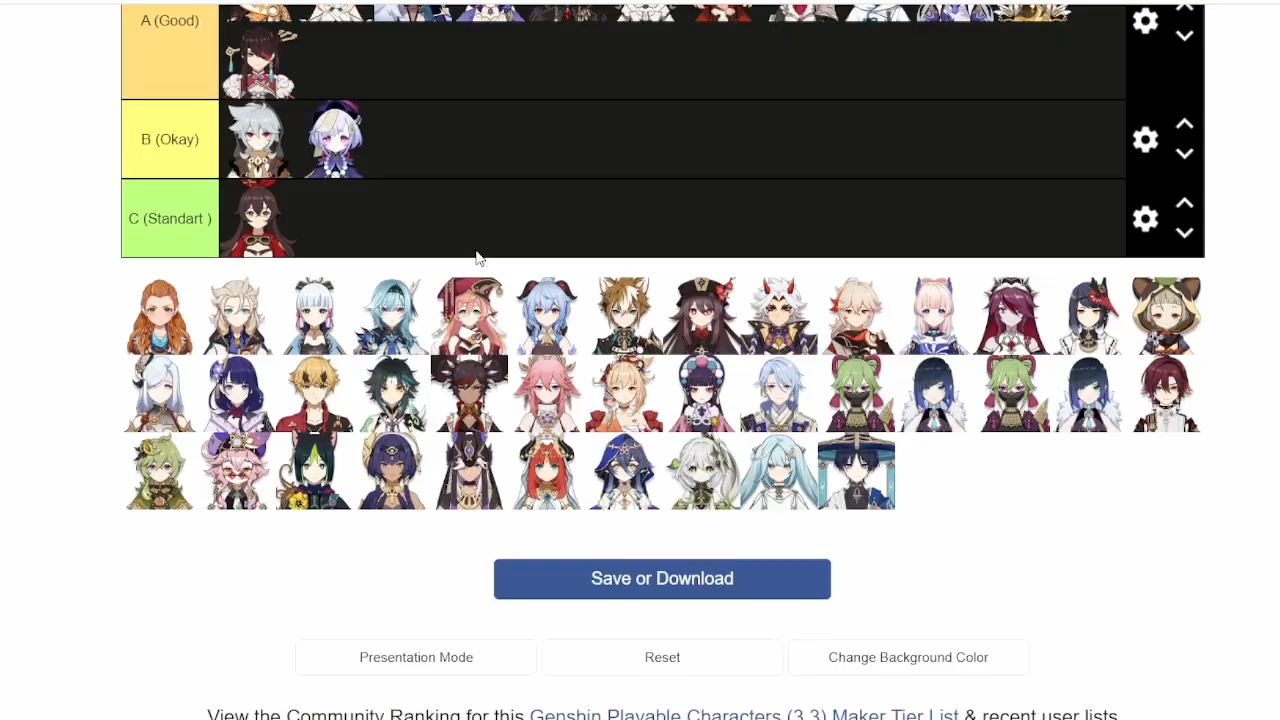 A (Good)
B (Okay)
C (Standart )
Save or Download
Presentation Mode
Reset
Change Background Color
View the Community Ranking for this Genshin Playable Characters (3.3) Maker Tier List & recent user lists